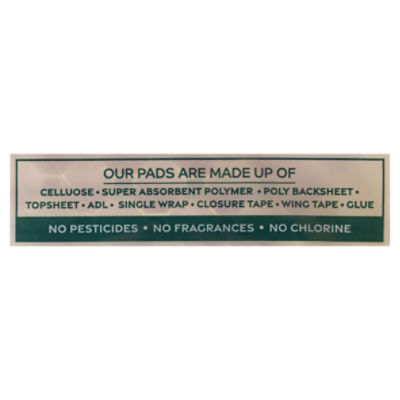 OUR PADS ARE MADE UP OF
CELLUOSE • SUPER ABSORBENT POLYMER • POLY BACKSHEET •
TOPSHEET • ADL • SINGLE WRAP • CLOSURE TAPE • WING TAPE • GLUE
NO PESTICIDES • NO FRAGRANCES • NO CHLORINE